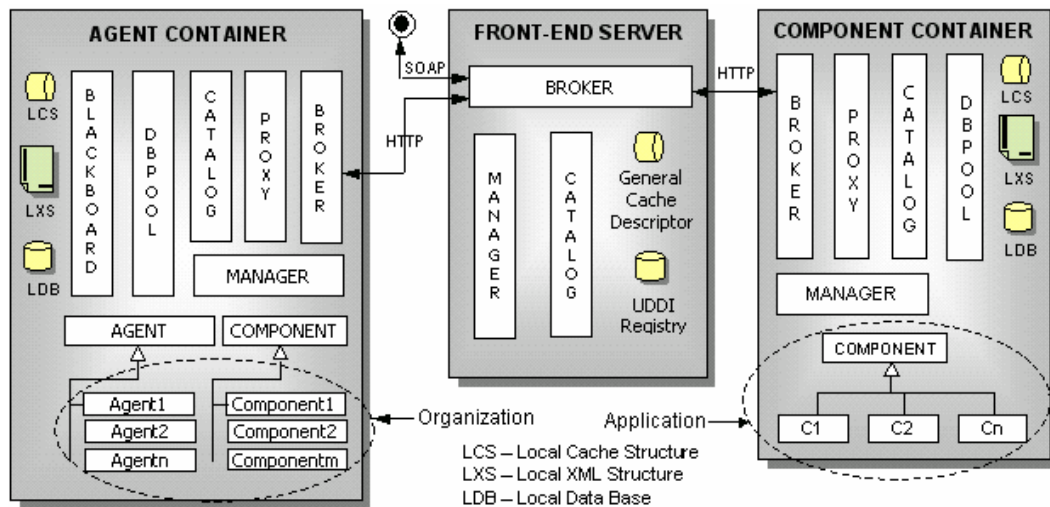 AGENT CONTAINER
LCS
LXS
LDB
BLACKBOARD
DBPOOL
CATALOG
PROXY
BROKER
MANAGER
AGENT
COMPONENT
Agent1
Agent2
Agentn
Component1
Component2
Componentm
SOAP
HTTP
FRONT-END SERVER
BROKER
MANAGER
CATALOG
General
Cache
Descriptor
UDDI
Registry
HTTP
COMPONENT CONTAINER
BROKER
PROXY
CATALOG
DBPOOL
LCS
LXS
LDB
MANAGER
COMPONENT
C1
C2
Cn
Organization
Application
LCS – Local Cache Structure
LXS – Local XML Structure
LDB – Local Data Base